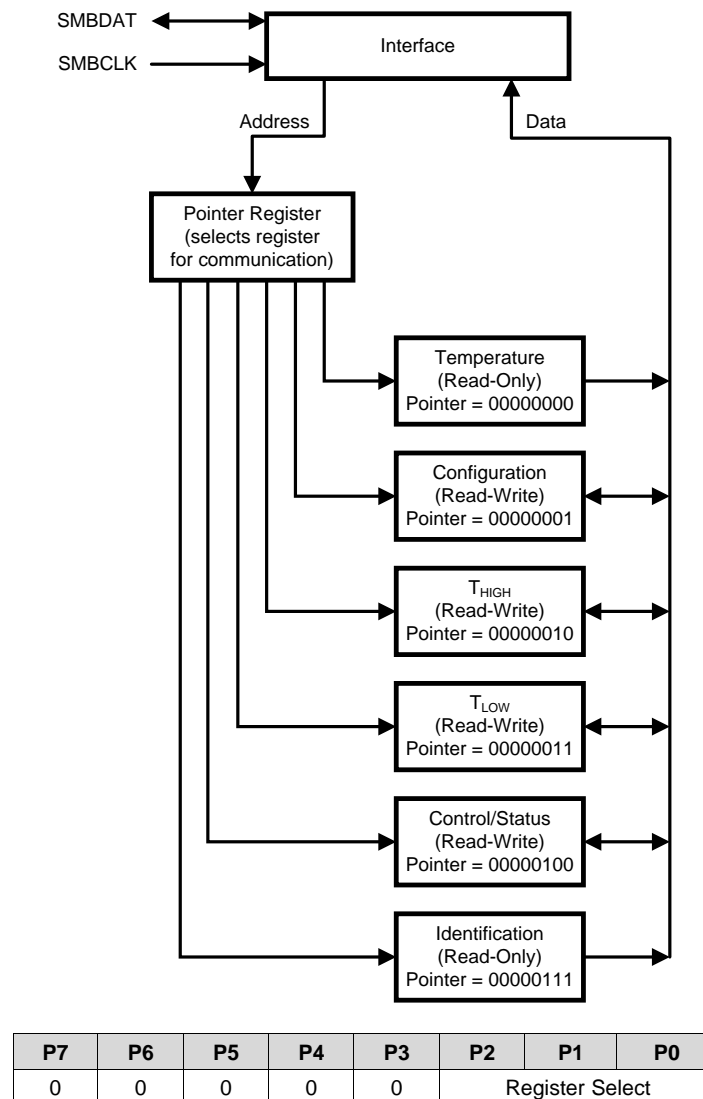 SMBDAT
Interface
SMBCLK
Address
Data
Pointer Register
(selects register
for communication)
Temperature
(Read-Only)
Pointer = 00000000
Configuration
(Read-Write)
Pointer = 00000001
THIGH
(Read-Write)
Pointer = 00000010
TLOW
(Read-Write)
Pointer = 00000011
Control/Status
(Read-Write)
Pointer = 00000100
Identification
(Read-Only)
Pointer = 00000111
P7 P6 P5 P4 P3 P2 P1 P0
0 0 0 0 0 Register Select